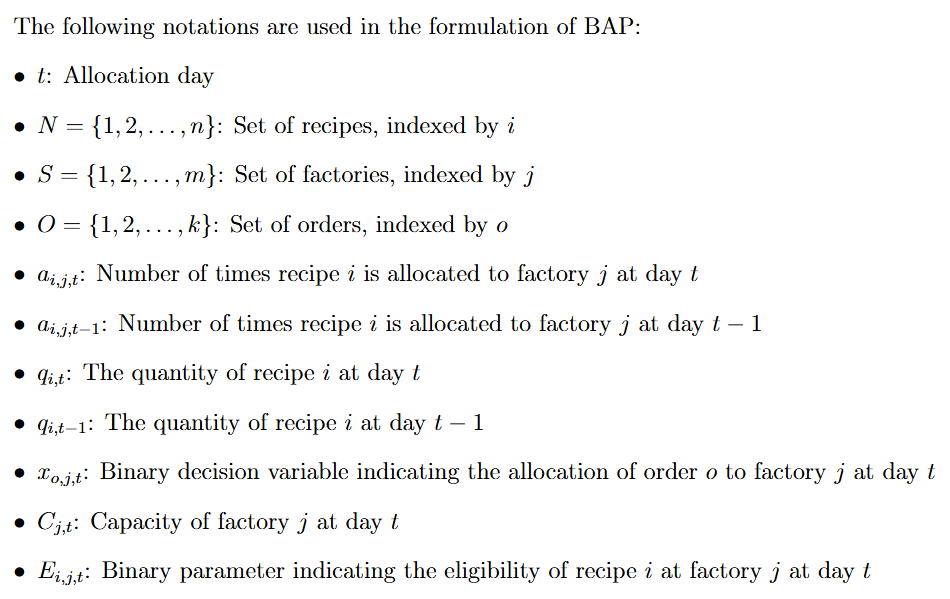 The following notations are used in the formulation of BAP:
• t: Allocation day
• N = {1, 2, . . . , n}: Set of recipes, indexed by i
• S = {1, 2, . . . , m}: Set of factories, indexed by j
• O = {1, 2, . . . , k}: Set of orders, indexed by o
• a_{i,j,t}: Number of times recipe i is allocated to factory j at day t
• a_{i,j,t−1}: Number of times recipe i is allocated to factory j at day t − 1
• q_{i,t}: The quantity of recipe i at day t
• q_{i,t−1}: The quantity of recipe i at day t − 1
• x_{o,j,t}: Binary decision variable indicating the allocation of order o to factory j at day t
• C_{j,t}: Capacity of factory j at day t
• E_{i,j,t}: Binary parameter indicating the eligibility of recipe i at factory j at day t